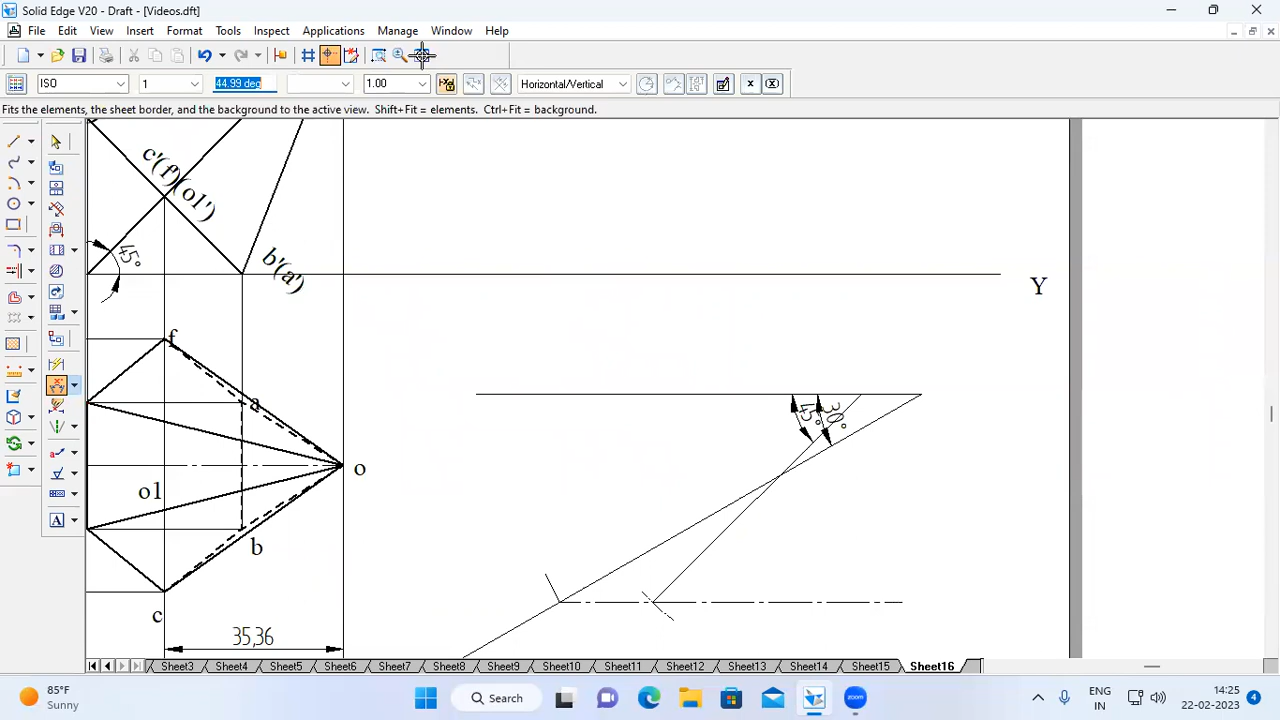 Solid Edge V20 - Draft - [Videos.dft]
File Edit View Insert Format Tools Inspect Applications Manage Window Help
ISO 1 44.99 deg 1.00 Horizontal/Vertical
Fits the elements, the sheet border, and the background to the active view. Shift+Fit = elements. Ctrl+Fit = background.
c'(f')(o1')
45°
b'(a')
Y
f
a
45° 30°
o
o1
b
c
35,36
A
Sheet3 Sheet4 Sheet5 Sheet6 Sheet7 Sheet8 Sheet9 Sheet10 Sheet11 Sheet12 Sheet13 Sheet14 Sheet15 Sheet16
85°F
Sunny
Search
zoom
ENG
IN
14:25
22-02-2023
4